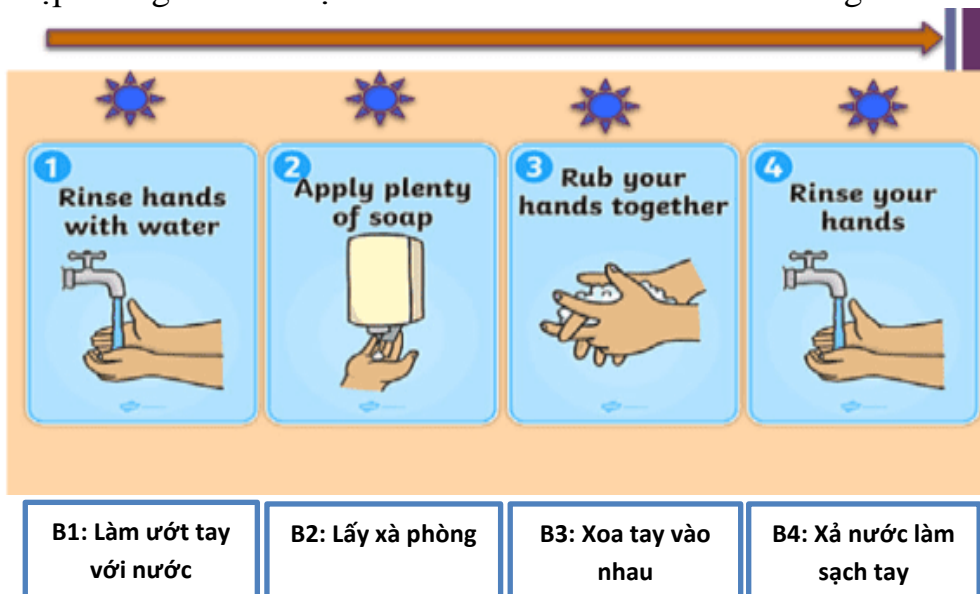 1
Rinse hands
with water
2
Apply plenty
of soap
3
Rub your
hands together
4
Rinse your
hands
B1: Làm ướt tay
với nước
B2: Lấy xà phòng
B3: Xoa tay vào
nhau
B4: Xả nước làm
sạch tay